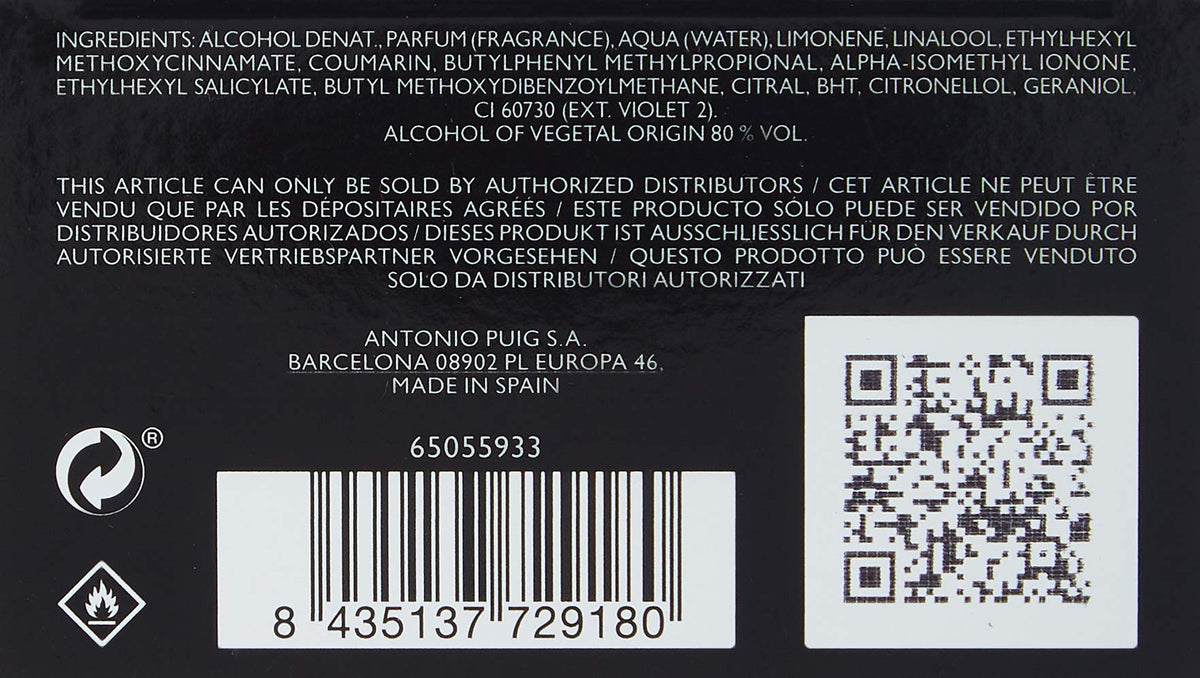 INGREDIENTS: ALCOHOL DENAT., PARFUM (FRAGRANCE), AQUA (WATER), LIMONENE, LINALOOL, ETHYLHEXYL
METHOXYCINNAMATE, COUMARIN, BUTYLPHENYL METHYLPROPIONAL, ALPHA-ISOMETHYL IONONE,
ETHYLHEXYL SALICYLATE, BUTYL METHOXYDIBENZOYLMETHANE, CITRAL, BHT, CITRONELLOL, GERANIOL,
CI 60730 (EXT. VIOLET 2).
ALCOHOL OF VEGETAL ORIGIN 80 % VOL.
THIS ARTICLE CAN ONLY BE SOLD BY AUTHORIZED DISTRIBUTORS / CET ARTICLE NE PEUT ÊTRE
VENDU QUE PAR LES DÉPOSITAIRES AGRÉÉS / ESTE PRODUCTO SÓLO PUEDE SER VENDIDO POR
DISTRIBUIDORES AUTORIZADOS / DIESES PRODUKT IST AUSSCHLIESSLICH FÜR DEN VERKAUF DURCH
AUTORISIERTE VERTRIEBSPARTNER VORGESEHEN / QUESTO PRODOTTO PUÒ ESSERE VENDUTO
SOLO DA DISTRIBUTORI AUTORIZZATI
ANTONIO PUIG S.A.
BARCELONA 08902 PL EUROPA 46,
MADE IN SPAIN
®
65055933
8 435137 729180